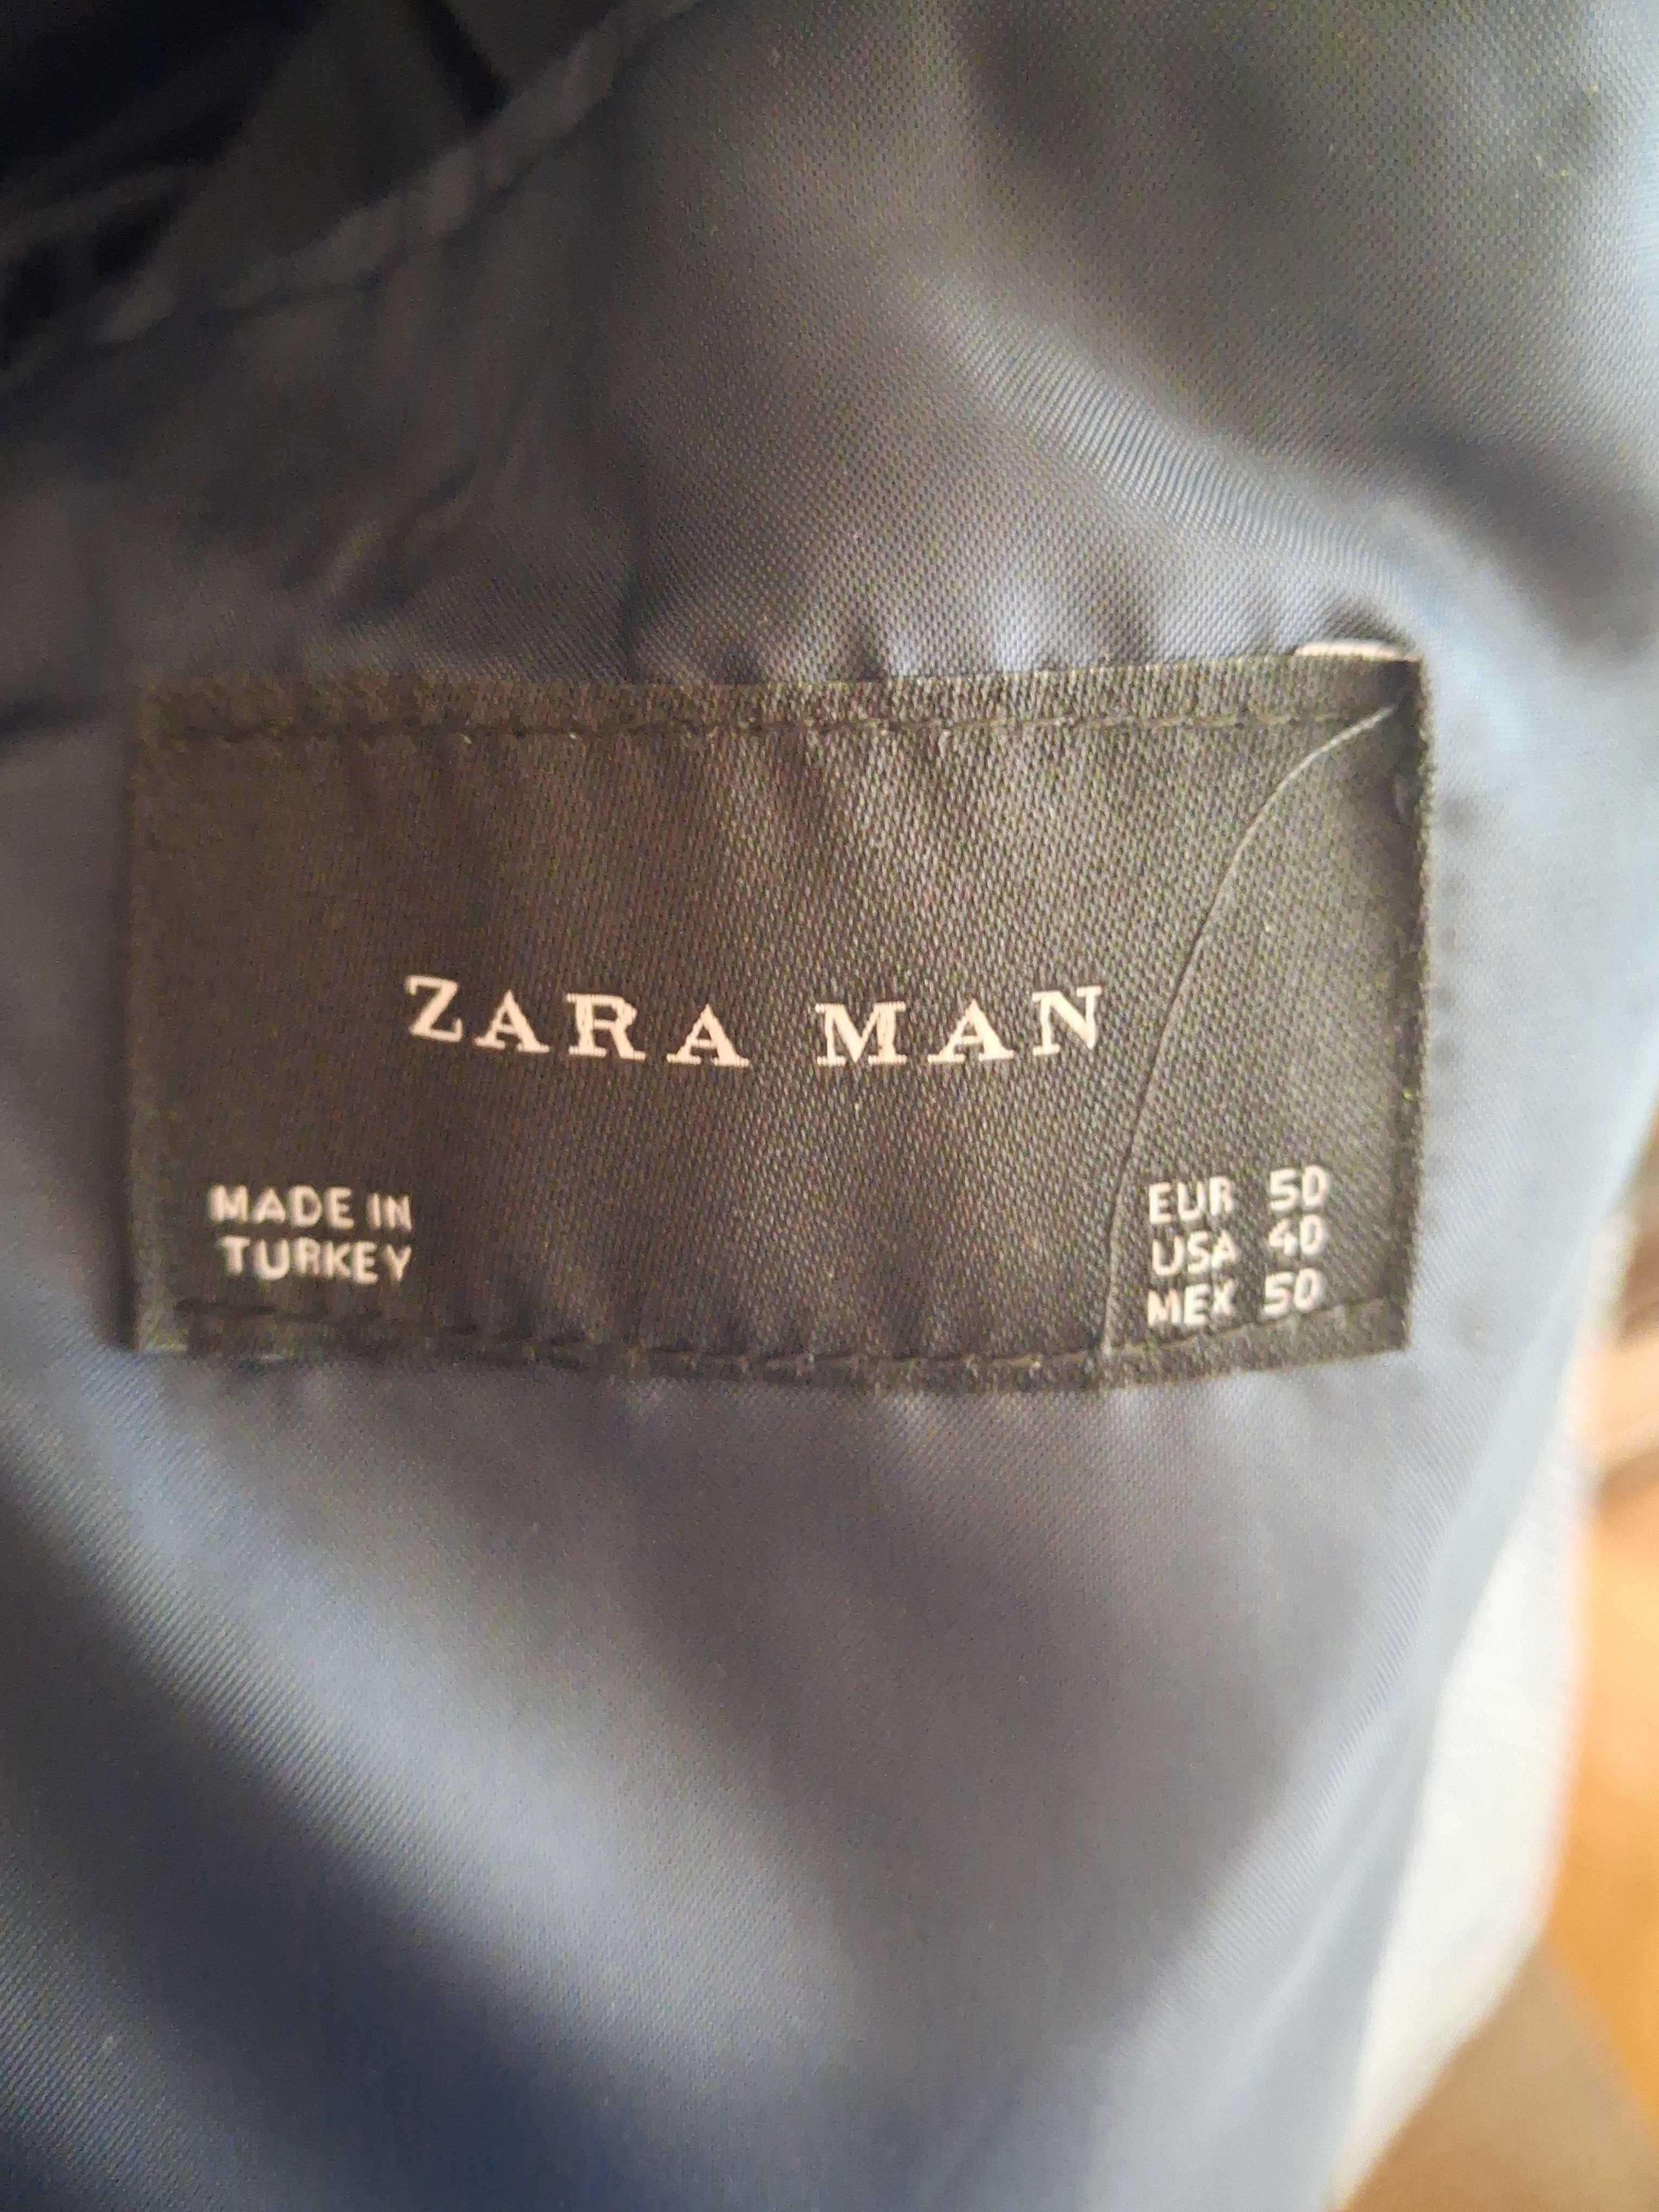 ZARA MAN
MADE IN
TURKEY
EUR 50
USA 40
MEX 50